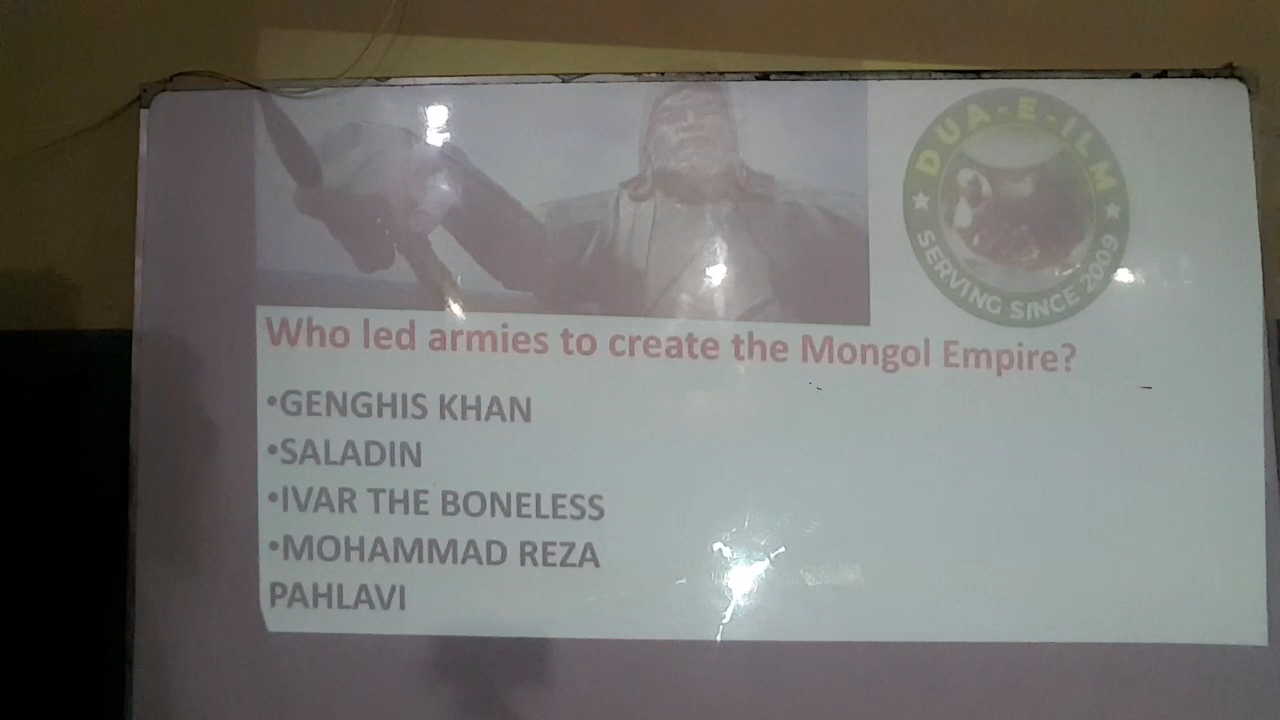 DUA-E-ILM
SERVING SINCE 2009
Who led armies to create the Mongol Empire?
•GENGHIS KHAN
•SALADIN
•IVAR THE BONELESS
•MOHAMMAD REZA
PAHLAVI